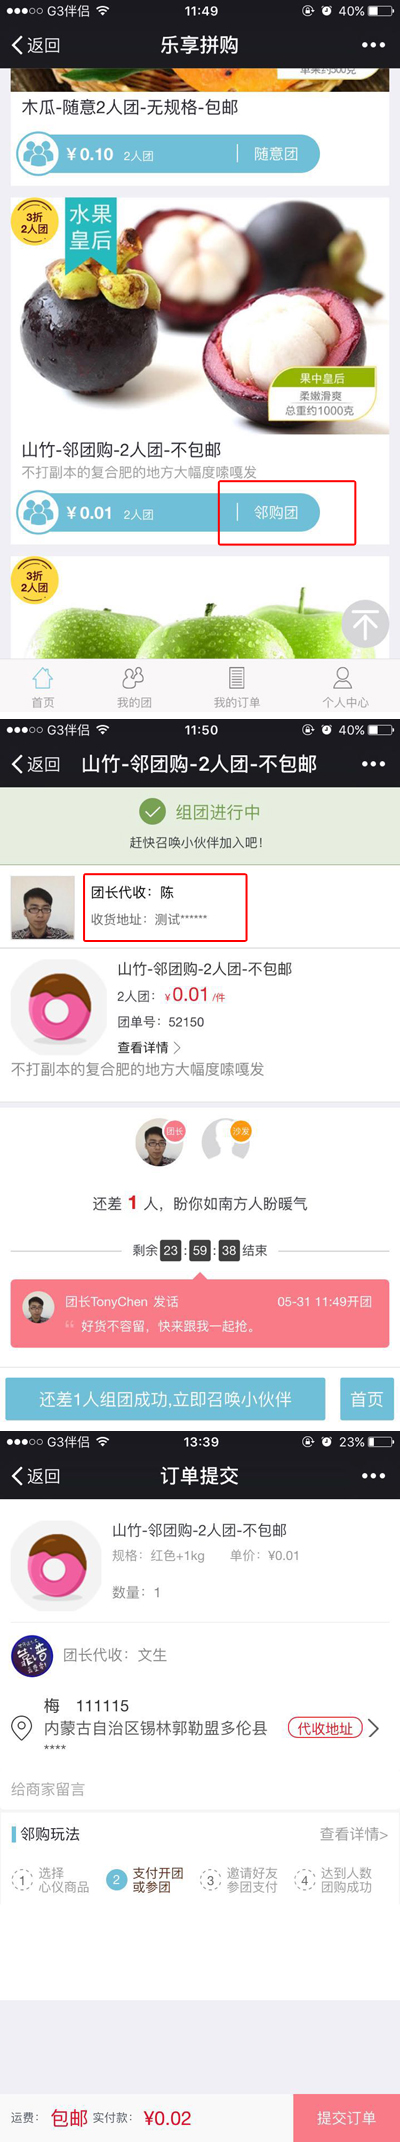 ●●●○○ G3伴侣 11:49 40%
返回 乐享拼购 •••
单果约500克
木瓜-随意2人团-无规格-包邮
¥0.10 2人团 随意团
3折
2人团
水果
皇后
果中皇后
柔嫩滑爽
总重约1000克
山竹-邻团购-2人团-不包邮
不打副本的复合肥的地方大幅度嗦嘎发
¥0.01 2人团 邻购团
3折
2人团
首页 我的团 我的订单 个人中心
●●●○○ G3伴侣 11:50 40%
返回 山竹-邻团购-2人团-不包邮 •••
组团进行中
赶快召唤小伙伴加入吧!
团长代收: 陈
收货地址: 测试******
山竹-邻团购-2人团-不包邮
2人团: ¥0.01 /件
团单号: 52150
查看详情 >
不打副本的复合肥的地方大幅度嗦嘎发
团长 沙发
还差 1 人, 盼你如南方人盼暖气
剩余 23 : 59 : 38 结束
团长TonyChen 发话 05-31 11:49开团
“ 好货不容留, 快来跟我一起抢。
还差1人组团成功,立即召唤小伙伴 首页
●●●○○ G3伴侣 13:39 23%
返回 订单提交 •••
山竹-邻团购-2人团-不包邮
规格: 红色+1kg 单价: ¥0.01
数量: 1
团长代收: 文生
梅 111115
内蒙古自治区锡林郭勒盟多伦县 代收地址
****
给商家留言
邻购玩法 查看详情>
1 选择
心仪商品
2 支付开团
或参团
3 邀请好友
参团支付
4 达到人数
团购成功
运费: 包邮 实付款: ¥0.02 提交订单